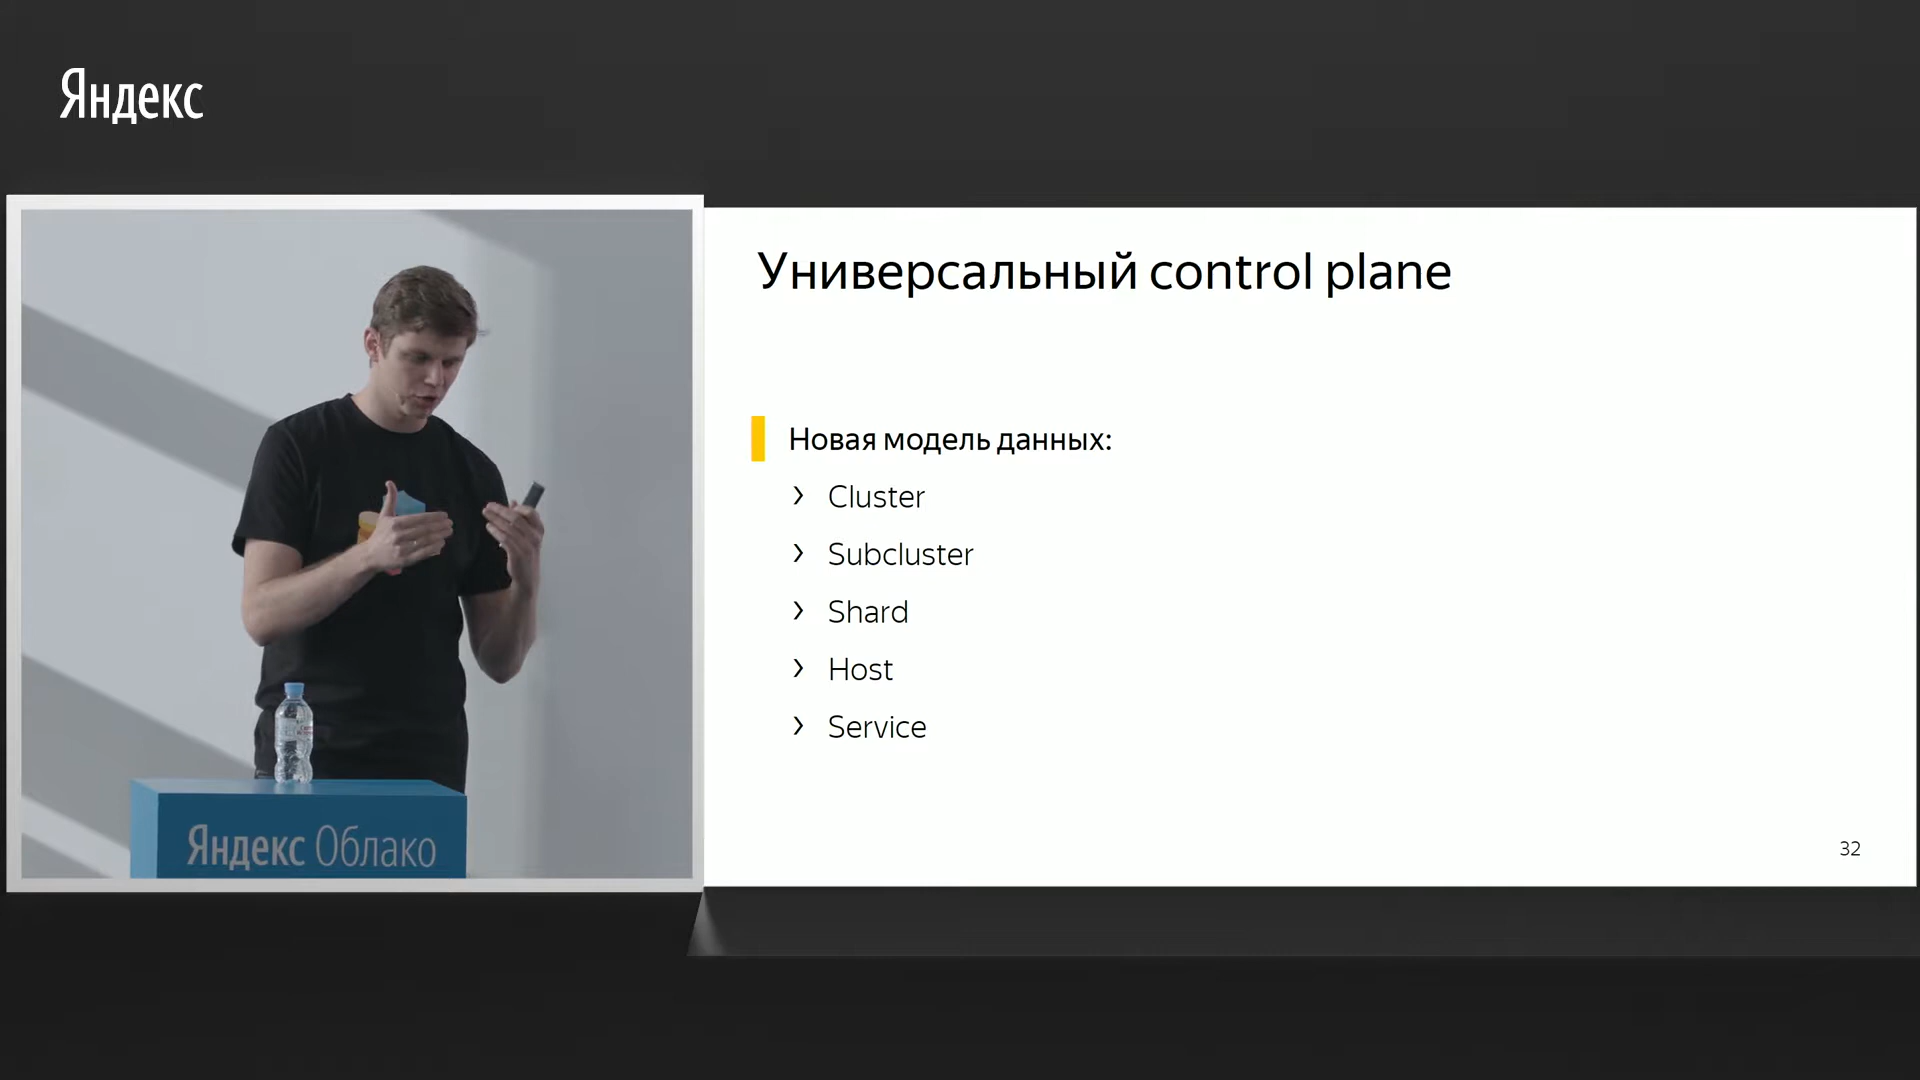 Яндекс
Универсальный control plane
Новая модель данных:
› Cluster
› Subcluster
› Shard
› Host
› Service
32
Яндекс Облако